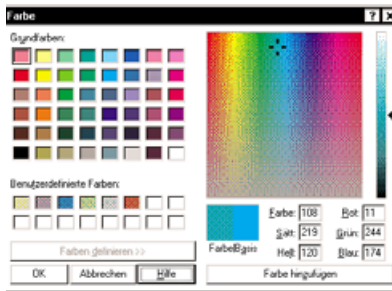 Farbe
Grundfarben:
Benutzerdefinierte Farben:
Farben definieren >>
OK Abbrechen Hilfe
Farbe|Basis
Farbe: 108 Rot: 11
Sätt: 219 Grün: 244
Hell: 120 Blau: 174
Farbe hinzufügen